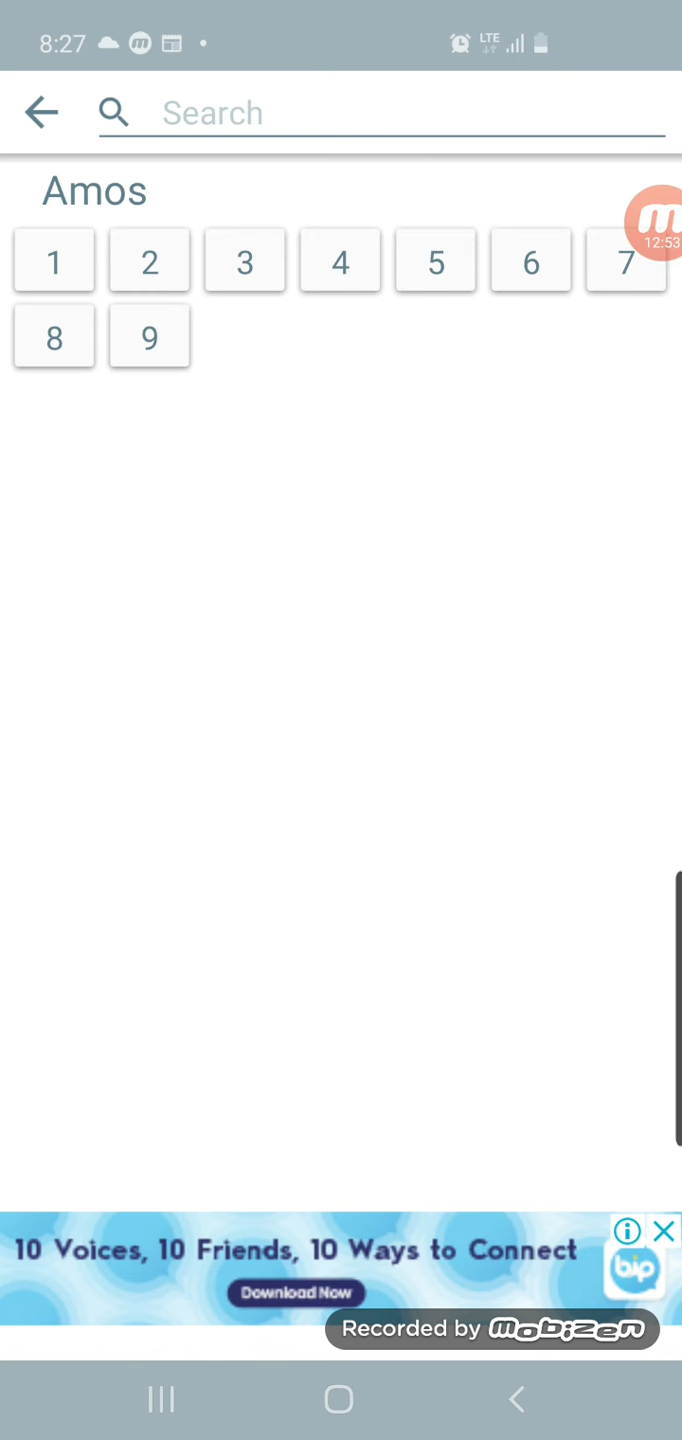 8:27 LTE
Search
Amos
12:53
1 2 3 4 5 6 7
8 9
10 Voices, 10 Friends, 10 Ways to Connect
bip
Download Now
Recorded by mobizen